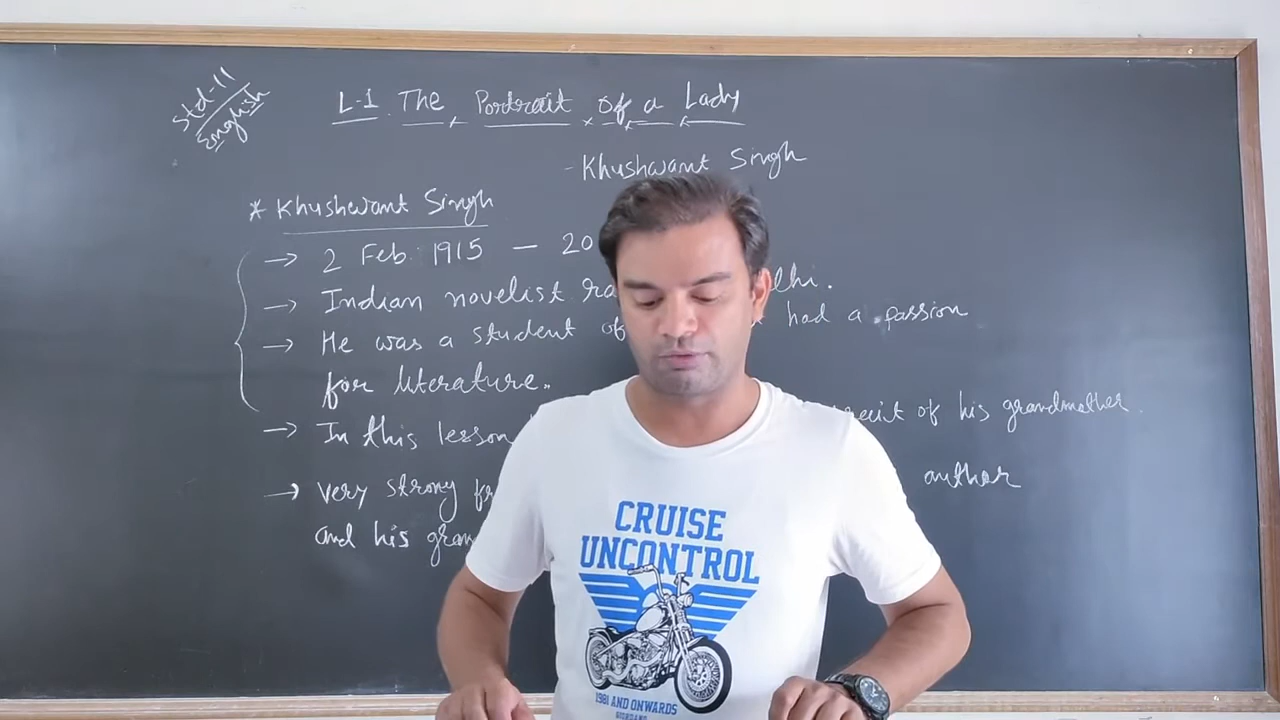 Std-11
English
L-1. The Portrait of a Lady
- Khushwant Singh
* Khushwant Singh
→ 2 Feb. 1915 — 20
→ Indian novelist lhi.
→ He was a student of had a passion
for literature.
→ In this lesson of his grandmother.
→ very strong author
and his
CRUISE
UNCONTROL
1981 AND ONWARDS
GIORDANO